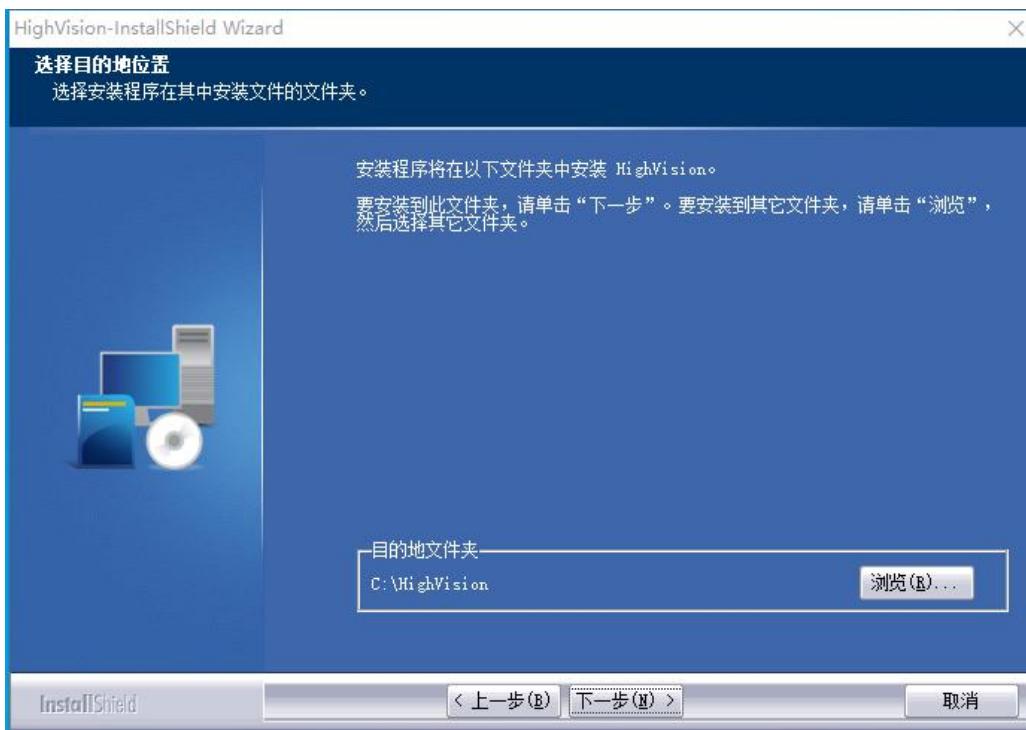 HighVision-InstallShield Wizard
选择目的地位置
选择安装程序在其中安装文件的文件夹。
安装程序将在以下文件夹中安装 HighVision。
要安装到此文件夹，请单击“下一步”。要安装到其它文件夹，请单击“浏览”，
然后选择其它文件夹。
目的地文件夹
C:\HighVision
浏览(R)...
InstallShield
< 上一步(B)
下一步(N) >
取消